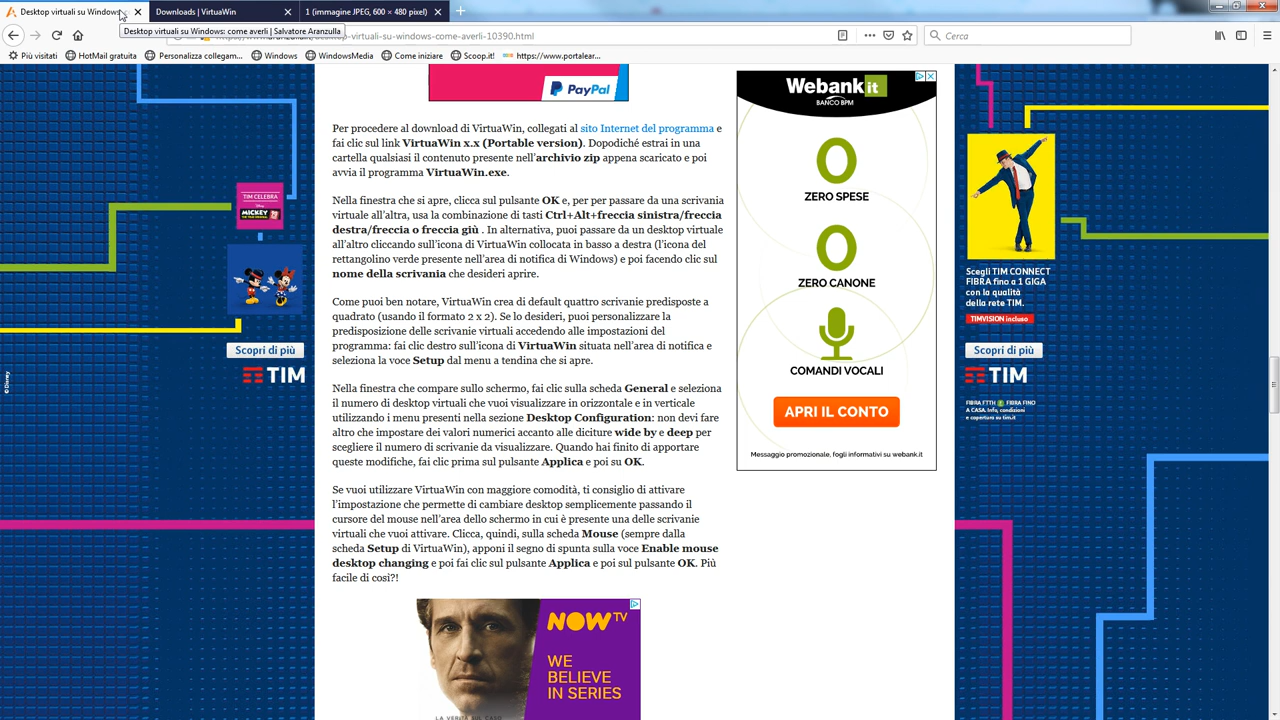 Desktop virtuali su Windows:
Downloads | VirtuaWin
1 (immagine JPEG, 600 × 480 pixel)
Desktop virtuali su Windows: come averli | Salvatore Aranzulla
-virtuali-su-windows-come-averli-10390.html
Cerca
Più visitati
HotMail gratuita
Personalizza collegam...
Windows
WindowsMedia
Come iniziare
Scoop.it!
https://www.portalear...
PayPal
Per procedere al download di VirtuaWin, collegati al sito Internet del programma e
fai clic sul link VirtuaWin x.x (Portable version). Dopodiché estrai in una
cartella qualsiasi il contenuto presente nell'archivio zip appena scaricato e poi
avvia il programma VirtuaWin.exe.
Nella finestra che si apre, clicca sul pulsante OK e, per per passare da una scrivania
virtuale all'altra, usa la combinazione di tasti Ctrl+Alt+freccia sinistra/freccia
destra/freccia o freccia giù . In alternativa, puoi passare da un desktop virtuale
all'altro cliccando sull'icona di VirtuaWin collocata in basso a destra (l'icona del
rettangolino verde presente nell'area di notifica di Windows) e poi facendo clic sul
nome della scrivania che desideri aprire.
Come puoi ben notare, VirtuaWin crea di default quattro scrivanie predisposte a
quadrato (usando il formato 2 x 2). Se lo desideri, puoi personalizzare la
predisposizione delle scrivanie virtuali accedendo alle impostazioni del
programma: fai clic destro sull'icona di VirtuaWin situata nell'area di notifica e
seleziona la voce Setup dal menu a tendina che si apre.
Nella finestra che compare sullo schermo, fai clic sulla scheda General e seleziona
il numero di desktop virtuali che vuoi visualizzare in orizzontale e in verticale
utilizzando i menu presenti nella sezione Desktop Configuration: non devi fare
altro che impostare dei valori numerici accanto alle diciture wide by e deep per
scegliere il numero di scrivanie da visualizzare. Quando hai finito di apportare
queste modifiche, fai clic prima sul pulsante Applica e poi su OK.
Se vuoi utilizzare VirtuaWin con maggiore comodità, ti consiglio di attivare
l'impostazione che permette di cambiare desktop semplicemente passando il
cursore del mouse nell'area dello schermo in cui è presente una delle scrivanie
virtuali che vuoi attivare. Clicca, quindi, sulla scheda Mouse (sempre dalla
scheda Setup di VirtuaWin), apponi il segno di spunta sulla voce Enable mouse
desktop changing e poi fai clic sul pulsante Applica e poi sul pulsante OK. Più
facile di così?!
NOW TV
WE
BELIEVE
IN SERIES
Webank it
BANCO BPM
0
ZERO SPESE
0
ZERO CANONE
COMANDI VOCALI
APRI IL CONTO
Messaggio promozionale, fogli informativi su webank.it
TIM CELEBRA
Disney
MICKEY
Scopri di più
TIM
© Disney
Scegli TIM CONNECT
FIBRA fino a 1 GIGA
con la qualità
della rete TIM.
TIMVISION incluso
Scopri di più
TIM
FIBRA FTTH FIBRA FINO
A CASA. Info, condizioni
e copertura su tim.it